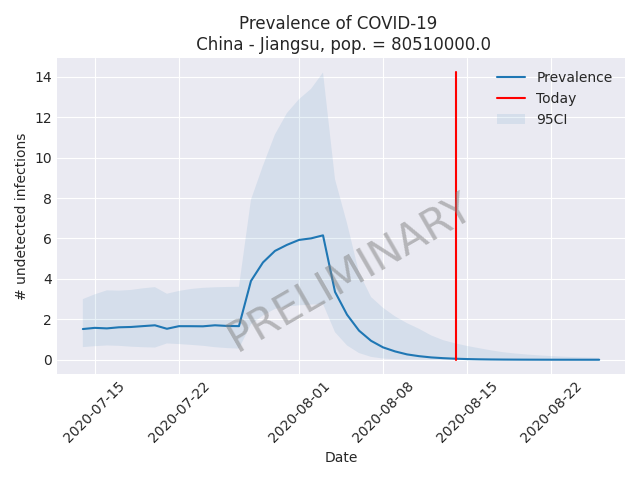 Prevalence of COVID-19
China - Jiangsu, pop. = 80510000.0
14
12
10
8
6
4
2
0
# undetected infections
Prevalence
Today
95CI
PRELIMINARY
2020-07-15
2020-07-22
2020-08-01
2020-08-08
2020-08-15
2020-08-22
Date